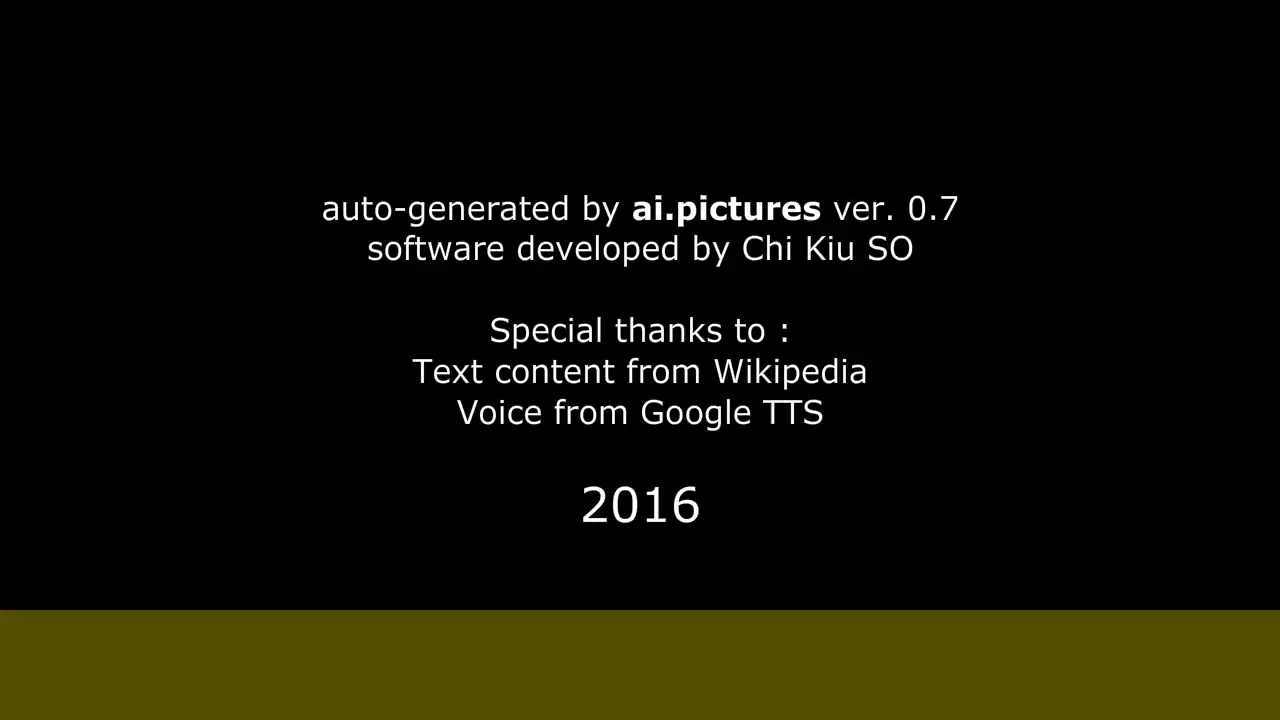 auto-generated by ai.pictures ver. 0.7
software developed by Chi Kiu SO
Special thanks to :
Text content from Wikipedia
Voice from Google TTS
2016